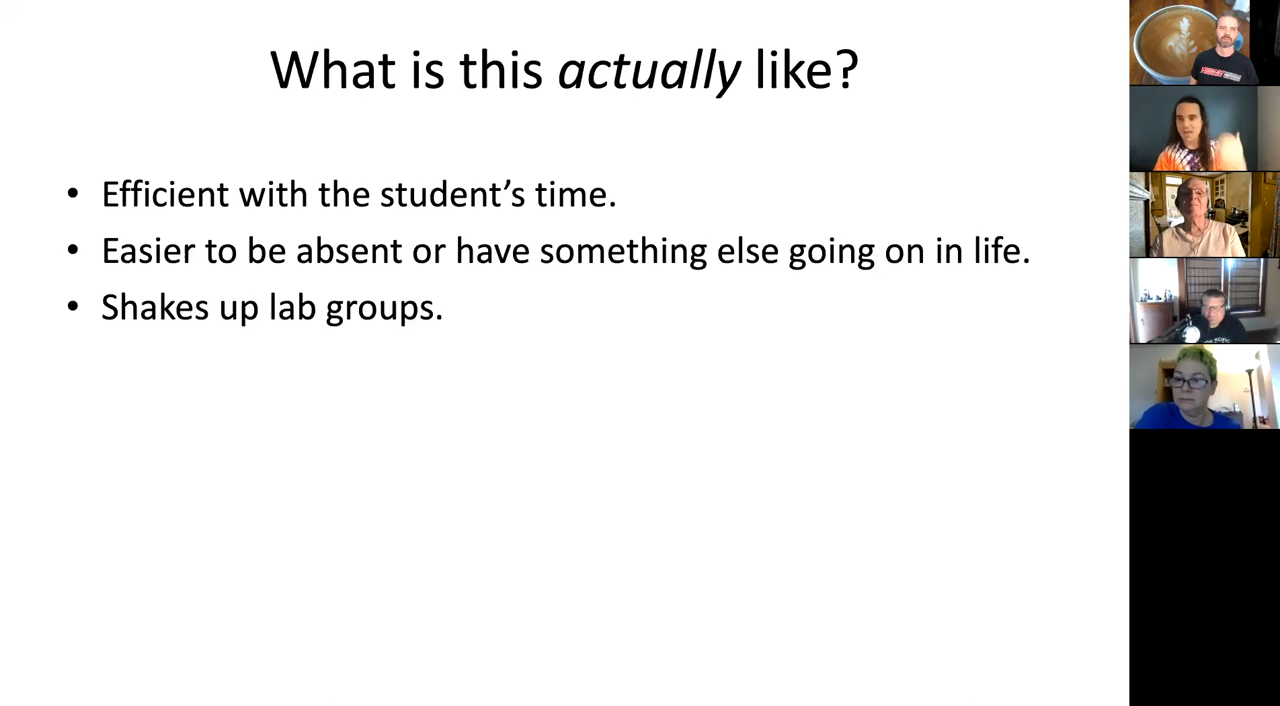 What is this actually like?
• Efficient with the student’s time.
• Easier to be absent or have something else going on in life.
• Shakes up lab groups.